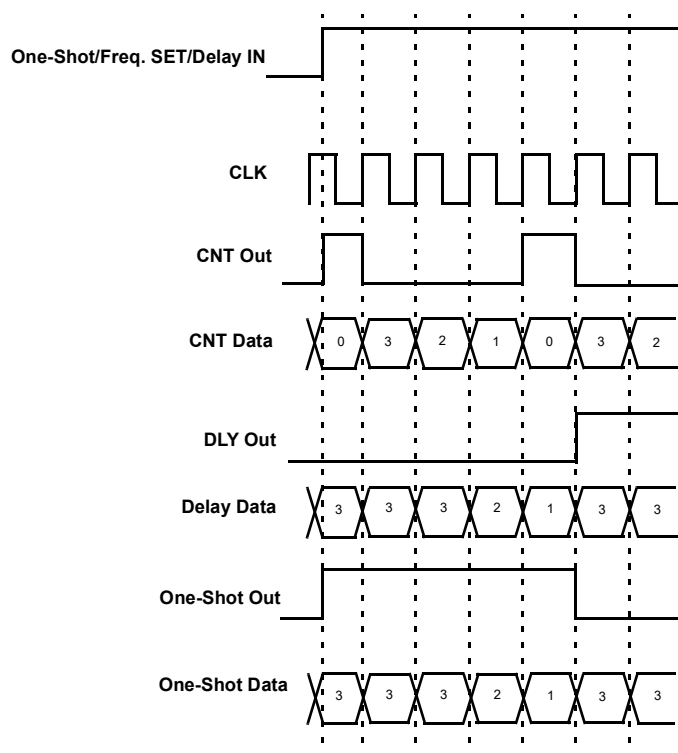 One-Shot/Freq. SET/Delay IN
CLK
CNT Out
CNT Data 0 3 2 1 0 3 2
DLY Out
Delay Data 3 3 3 2 1 3 3
One-Shot Out
One-Shot Data 3 3 3 2 1 3 3